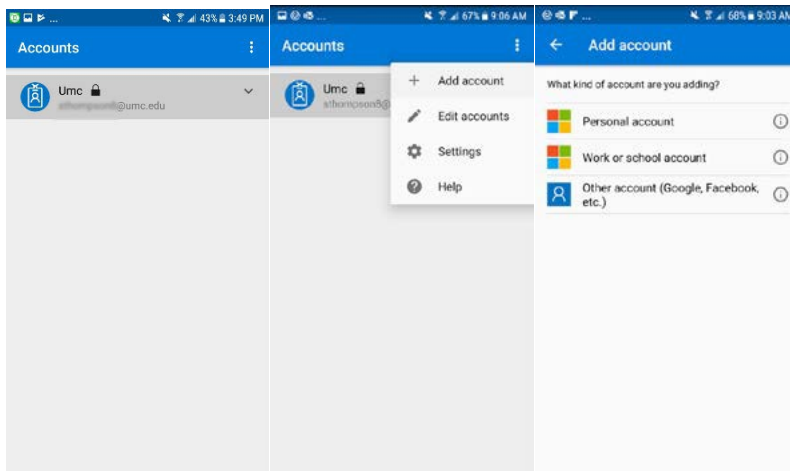 ... 43% 3:49 PM
Accounts
Umc
@umc.edu
... 67% 9:06 AM
Accounts
Umc
Add account
Edit accounts
Settings
Help
... 68% 9:03 AM
Add account
What kind of account are you adding?
Personal account
Work or school account
Other account (Google, Facebook,
etc.)